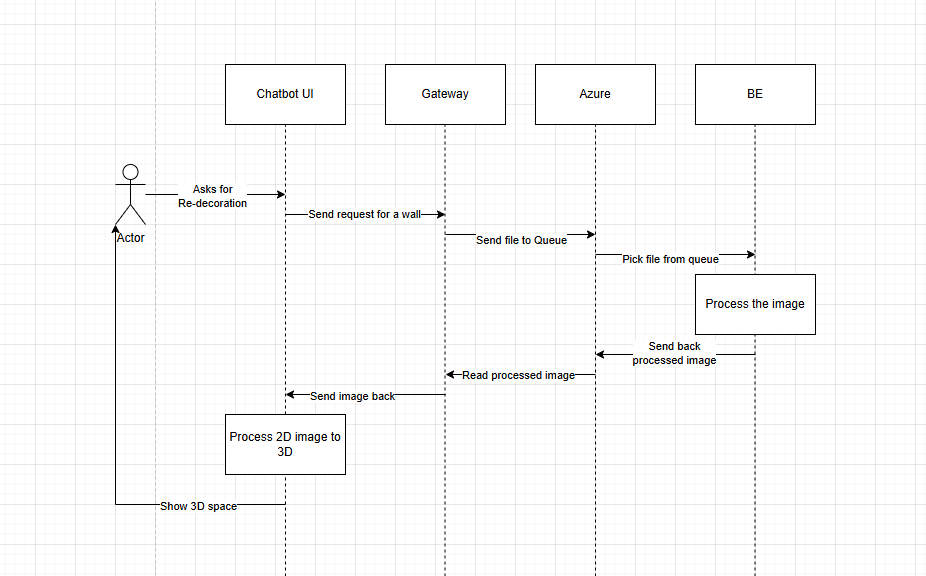 Chatbot UI
Gateway
Azure
BE
Asks for
Re-decoration
Send request for a wall
Actor
Send file to Queue
Pick file from queue
Process the image
Send back
processed image
Read processed image
Send image back
Process 2D image to
3D
Show 3D space